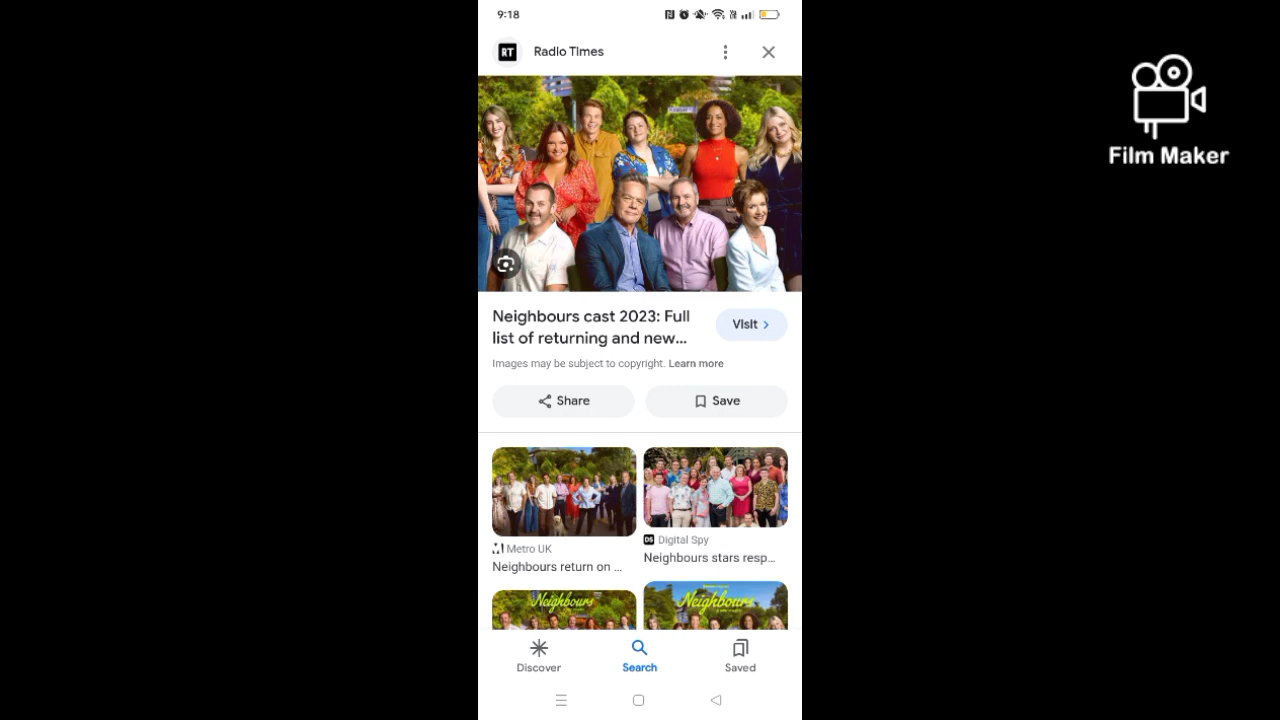 9:18
RT
Radio Times
Neighbours cast 2023: Full
list of returning and new...
Visit
Images may be subject to copyright. Learn more
Share
Save
Metro UK
Neighbours return on ...
DS Digital Spy
Neighbours stars resp...
Neighbours
Neighbours
Discover
Search
Saved
Film Maker